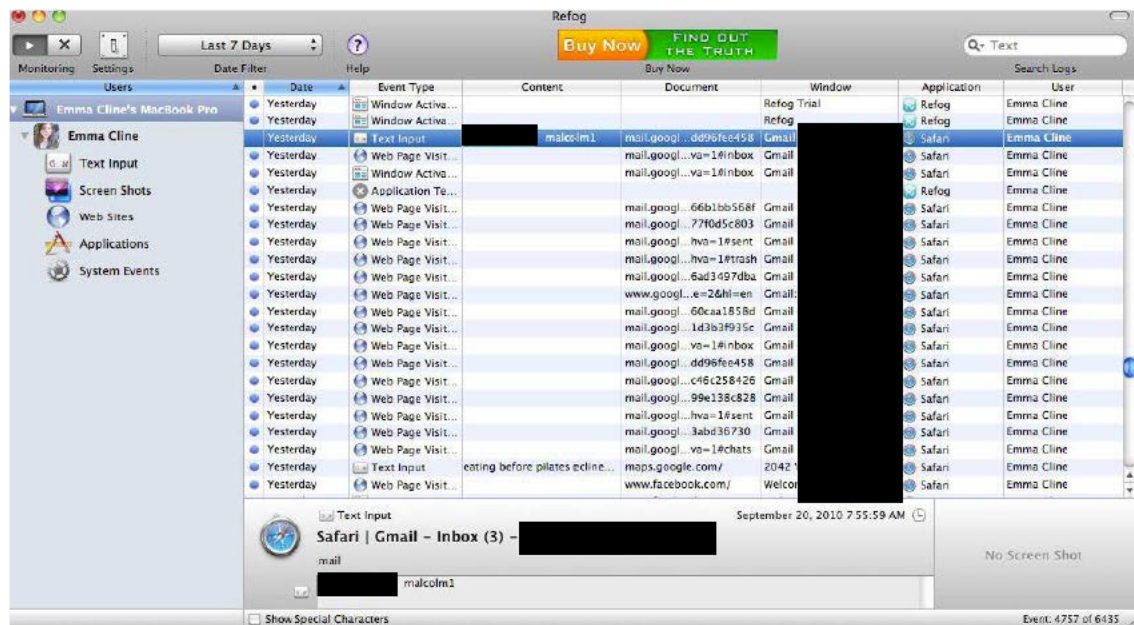 Refog
Last 7 Days
Buy Now FIND OUT THE TRUTH
Text
Monitoring Settings Date Filter Help Buy Now Search Logs
Users Date Event Type Content Document Window Application User
Emma Cline's MacBook Pro
Emma Cline
Text Input
Screen Shots
Web Sites
Applications
System Events
Yesterday Window Activa... Refog Trial Refog Emma Cline
Yesterday Window Activa... Refog Refog Emma Cline
Yesterday Text Input malcolm1 mail.googl...dd96fee458 Gmail Safari Emma Cline
Yesterday Web Page Visit... mail.googl...va=1#inbox Gmail Safari Emma Cline
Yesterday Window Activa... mail.googl...va=1#inbox Gmail Safari Emma Cline
Yesterday Application Te... Refog Emma Cline
Yesterday Web Page Visit... mail.googl...66b1bb568f Gmail Safari Emma Cline
Yesterday Web Page Visit... mail.googl...77f0d5c803 Gmail Safari Emma Cline
Yesterday Web Page Visit... mail.googl...hva=1#sent Gmail Safari Emma Cline
Yesterday Web Page Visit... mail.googl...hva=1#trash Gmail Safari Emma Cline
Yesterday Web Page Visit... mail.googl...6ad3497dba Gmail Safari Emma Cline
Yesterday Web Page Visit... www.googl...e=2&hl=en Gmail: Safari Emma Cline
Yesterday Web Page Visit... mail.googl...60caa1858d Gmail Safari Emma Cline
Yesterday Web Page Visit... mail.googl...1d3b3f935c Gmail Safari Emma Cline
Yesterday Web Page Visit... mail.googl...va=1#inbox Gmail Safari Emma Cline
Yesterday Web Page Visit... mail.googl...dd96fee458 Gmail Safari Emma Cline
Yesterday Web Page Visit... mail.googl...c46c258426 Gmail Safari Emma Cline
Yesterday Web Page Visit... mail.googl...99e138c828 Gmail Safari Emma Cline
Yesterday Web Page Visit... mail.googl...hva=1#sent Gmail Safari Emma Cline
Yesterday Web Page Visit... mail.googl...3abd36730 Gmail Safari Emma Cline
Yesterday Web Page Visit... mail.googl...va=1#chats Gmail Safari Emma Cline
Yesterday Text Input eating before pilates ecline... maps.google.com/ 2042 Safari Emma Cline
Yesterday Web Page Visit... www.facebook.com/ Welcor Safari Emma Cline
Text Input September 20, 2010 7:55:59 AM
Safari | Gmail – Inbox (3) –
mail
malcolm1
No Screen Shot
Show Special Characters Event: 4757 of 6435